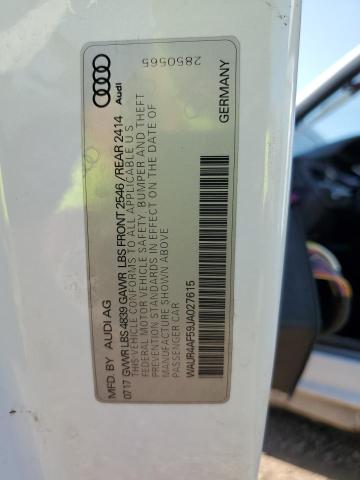 MFD. BY AUDI AG
07 17 GVWR LBS 4839 GAWR LBS FRONT 2546 / REAR 2414
THIS VEHICLE CONFORMS TO ALL APPLICABLE U S
FEDERAL MOTOR VEHICLE SAFETY, BUMPER AND THEFT
PREVENTION STANDARDS IN EFFECT ON THE DATE OF
MANUFACTURE SHOWN ABOVE
PASSENGER CAR
WAUR4AF59JA027615
Audi
2850565
GERMANY